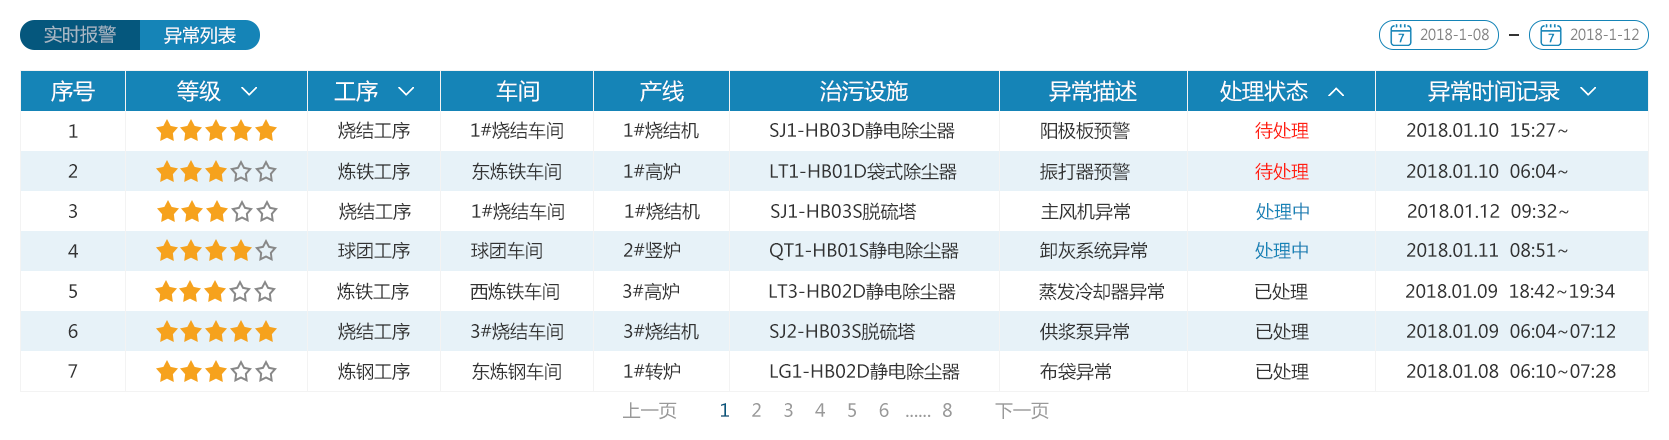 实时报警 异常列表 7 2018-1-08 – 7 2018-1-12
序号 等级 工序 车间 产线 治污设施 异常描述 处理状态 异常时间记录
1 烧结工序 1#烧结车间 1#烧结机 SJ1-HB03D静电除尘器 阳极板预警 待处理 2018.01.10 15:27~
2 炼铁工序 东炼铁车间 1#高炉 LT1-HB01D袋式除尘器 振打器预警 待处理 2018.01.10 06:04~
3 烧结工序 1#烧结车间 1#烧结机 SJ1-HB03S脱硫塔 主风机异常 处理中 2018.01.12 09:32~
4 球团工序 球团车间 2#竖炉 QT1-HB01S静电除尘器 卸灰系统异常 处理中 2018.01.11 08:51~
5 炼铁工序 西炼铁车间 3#高炉 LT3-HB02D静电除尘器 蒸发冷却器异常 已处理 2018.01.09 18:42~19:34
6 烧结工序 3#烧结车间 3#烧结机 SJ2-HB03S脱硫塔 供浆泵异常 已处理 2018.01.09 06:04~07:12
7 炼钢工序 东炼钢车间 1#转炉 LG1-HB02D静电除尘器 布袋异常 已处理 2018.01.08 06:10~07:28
上一页 1 2 3 4 5 6 ...... 8 下一页